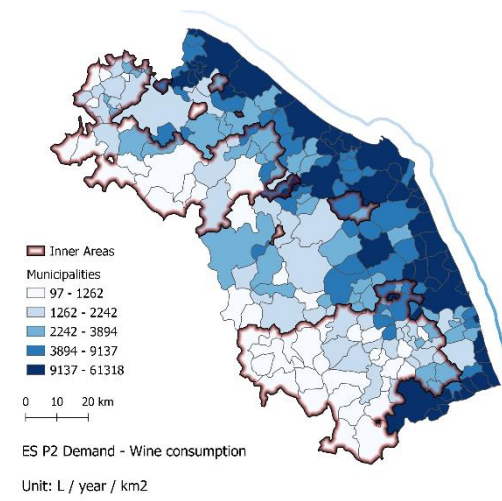 Inner Areas
Municipalities
97 - 1262
1262 - 2242
2242 - 3894
3894 - 9137
9137 - 61318
0 10 20 km
ES P2 Demand - Wine consumption
Unit: L / year / km2